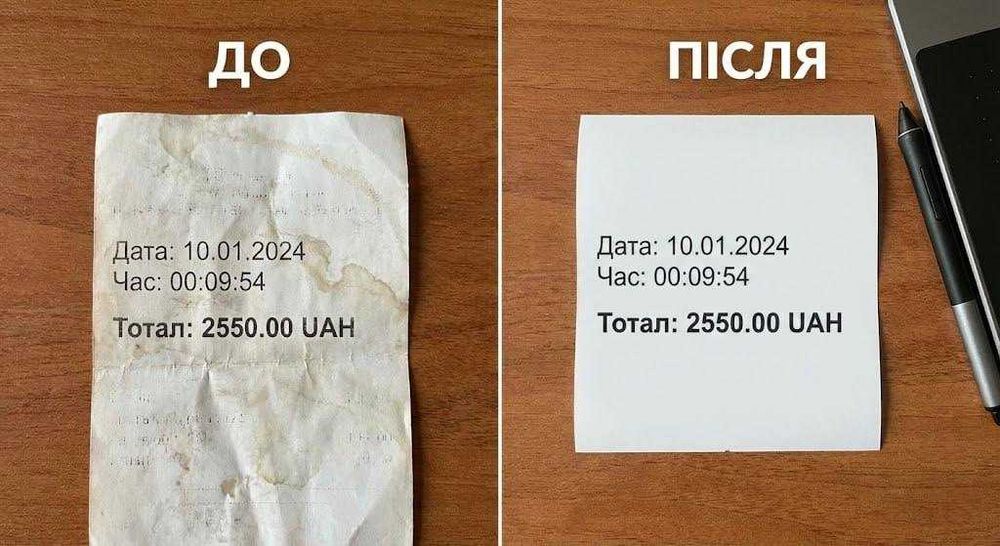 ДО
Дата: 10.01.2024
Час: 00:09:54
Тотал: 2550.00 UAH
ПІСЛЯ
Дата: 10.01.2024
Час: 00:09:54
Тотал: 2550.00 UAH